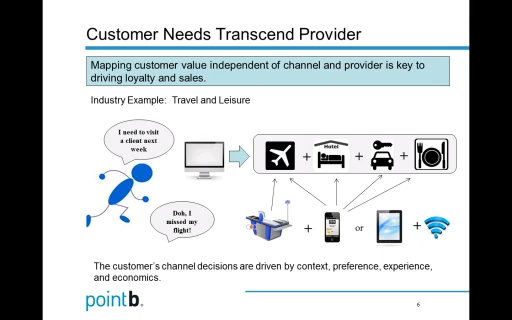 Customer Needs Transcend Provider
Mapping customer value independent of channel and provider is key to
driving loyalty and sales.
Industry Example:  Travel and Leisure
I need to visit
a client next
week
Hotel
+ + +
Doh, I
missed my
flight!
+ or +
The customer's channel decisions are driven by context, preference, experience,
and economics.
pointb.
6